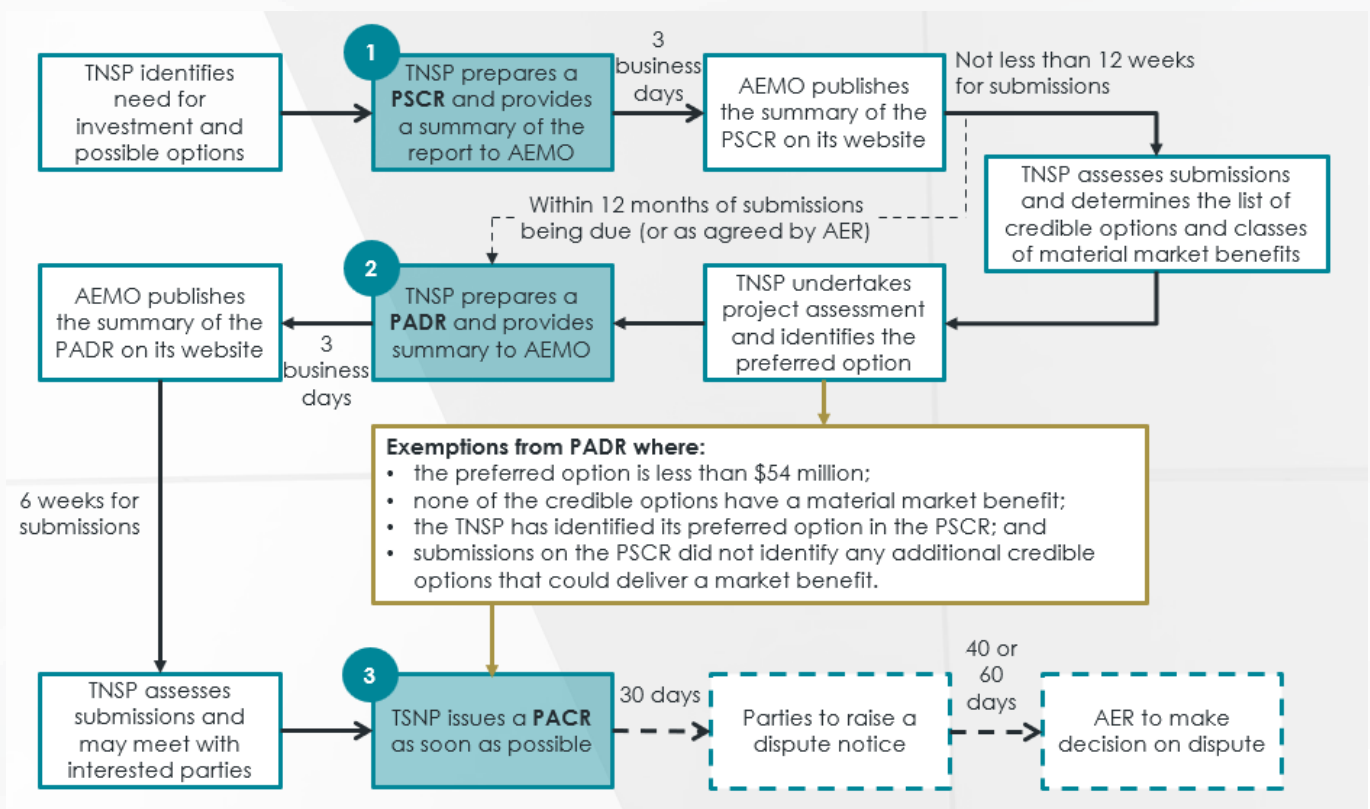 TNSP identifies
need for
investment and
possible options
1
TNSP prepares a
PSCR and provides
a summary of the
report to AEMO
3
business
days
AEMO publishes
the summary of the
PSCR on its website
Not less than 12 weeks
for submissions
TNSP assesses submissions
and determines the list of
credible options and classes
of material market benefits
Within 12 months of submissions
being due (or as agreed by AER)
TNSP undertakes
project assessment
and identifies the
preferred option
2
TNSP prepares a
PADR and provides
summary to AEMO
3
business
days
AEMO publishes
the summary of the
PADR on its website
Exemptions from PADR where:
• the preferred option is less than $54 million;
• none of the credible options have a material market benefit;
• the TNSP has identified its preferred option in the PSCR; and
• submissions on the PSCR did not identify any additional credible
options that could deliver a market benefit.
6 weeks for
submissions
TNSP assesses
submissions and
may meet with
interested parties
3
TSNP issues a PACR
as soon as possible
30 days
Parties to raise a
dispute notice
40 or
60
days
AER to make
decision on dispute